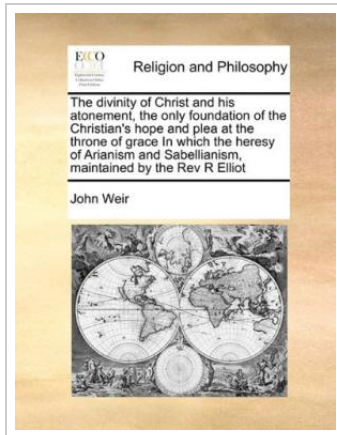 ECCO
Religion and Philosophy
The divinity of Christ and his
atonement, the only foundation of the
Christian's hope and plea at the
throne of grace In which the heresy
of Arianism and Sabellianism,
maintained by the Rev R Elliot
John Weir